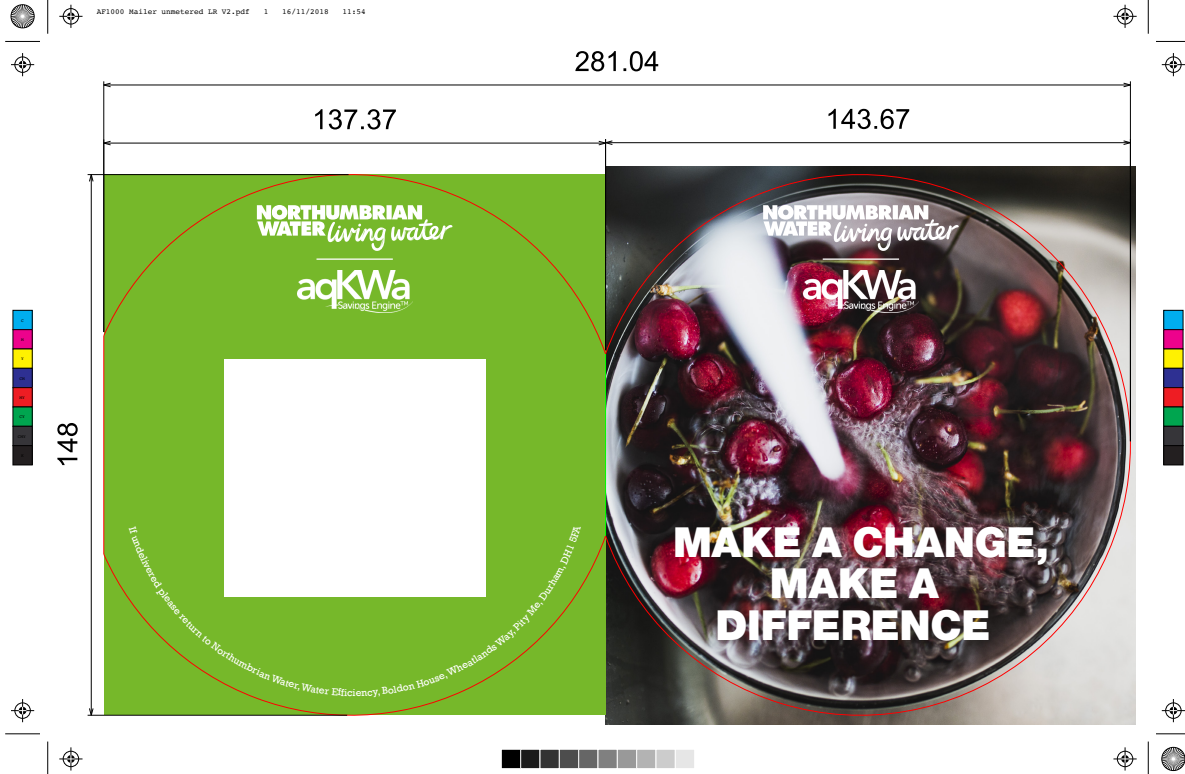 AF1000 Mailer unmetered LR V2.pdf 1 16/11/2018 11:54
281.04
137.37
143.67
148
NORTHUMBRIAN
WATER living water
aqKWa
Savings Engine™
If undelivered please return to Northumbrian Water, Water Efficiency, Boldon House, Wheatlands Way, Pity Me, Durham, DH1 5FA
NORTHUMBRIAN
WATER living water
aqKWa
Savings Engine™
MAKE A CHANGE,
MAKE A
DIFFERENCE